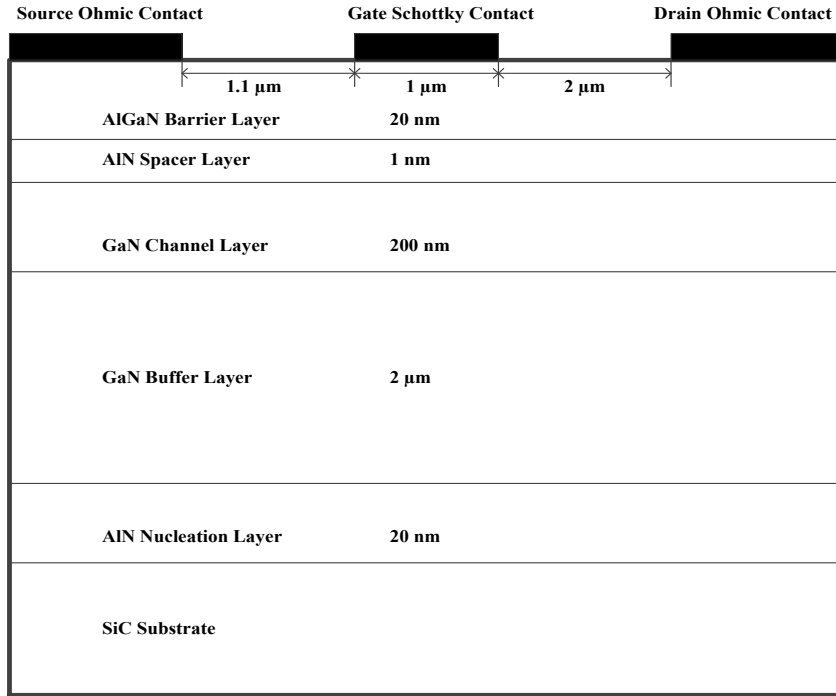 Source Ohmic Contact Gate Schottky Contact Drain Ohmic Contact
1.1 µm 1 µm 2 µm
AlGaN Barrier Layer 20 nm
AlN Spacer Layer 1 nm
GaN Channel Layer 200 nm
GaN Buffer Layer 2 µm
AlN Nucleation Layer 20 nm
SiC Substrate